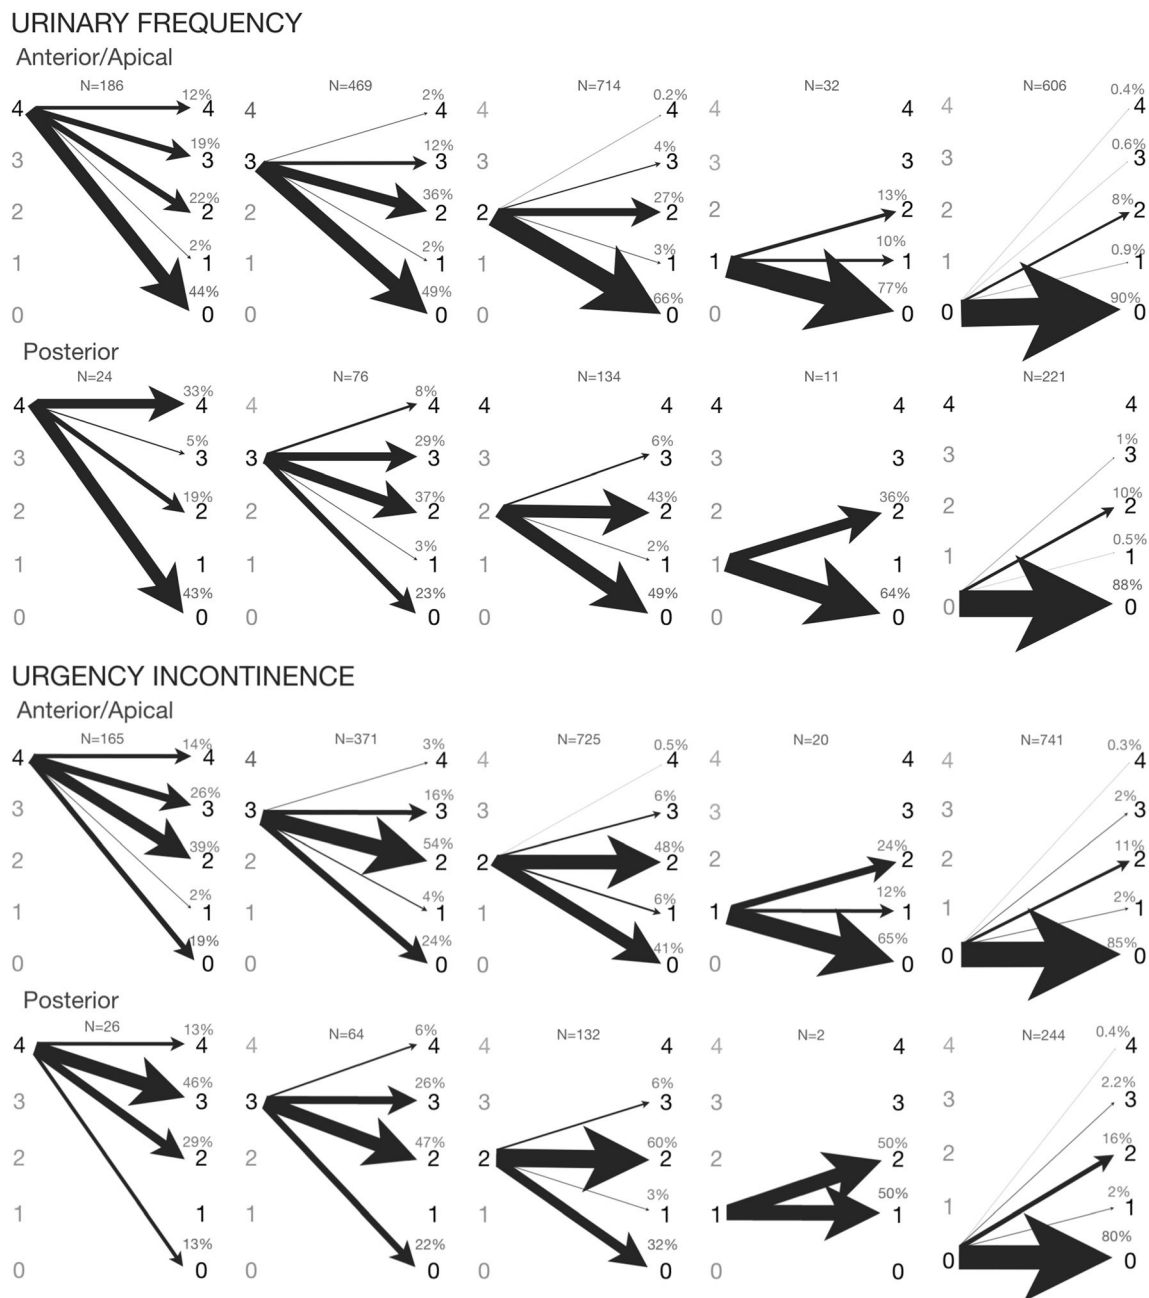 URINARY FREQUENCY
Anterior/Apical
N=186 N=469 N=714 N=32 N=606
12% 2% 0.2% 0.4%
4 4 4 4 4 4 4 4 4 4
19% 12% 4% 0.6%
3 3 3 3 3 3 3 3 3 3
22% 36% 27% 13% 8%
2 2 2 2 2 2 2 2 2 2
2% 2% 3% 10% 0.9%
1 1 1 1 1 1 1 1 1 1
44% 49% 66% 77% 90%
0 0 0 0 0 0 0 0 0 0
Posterior
N=24 N=76 N=134 N=11 N=221
33% 8%
4 4 4 4 4 4 4 4 4 4
5% 29% 6% 1%
3 3 3 3 3 3 3 3 3 3
19% 37% 43% 36% 10%
2 2 2 2 2 2 2 2 2 2
3% 2% 0.5%
1 1 1 1 1 1 1 1 1 1
43% 23% 49% 64% 88%
0 0 0 0 0 0 0 0 0 0
URGENCY INCONTINENCE
Anterior/Apical
N=165 N=371 N=725 N=20 N=741
14% 3% 0.5% 0.3%
4 4 4 4 4 4 4 4 4 4
26% 16% 6% 2%
3 3 3 3 3 3 3 3 3 3
39% 54% 48% 24% 11%
2 2 2 2 2 2 2 2 2 2
2% 4% 6% 12% 2%
1 1 1 1 1 1 1 1 1 1
19% 24% 41% 65% 85%
0 0 0 0 0 0 0 0 0 0
Posterior
N=26 N=64 N=132 N=2 N=244
13% 6% 0.4%
4 4 4 4 4 4 4 4 4 4
46% 26% 6% 2.2%
3 3 3 3 3 3 3 3 3 3
29% 47% 60% 50% 16%
2 2 2 2 2 2 2 2 2 2
3% 50% 2%
1 1 1 1 1 1 1 1 1 1
13% 22% 32% 80%
0 0 0 0 0 0 0 0 0 0